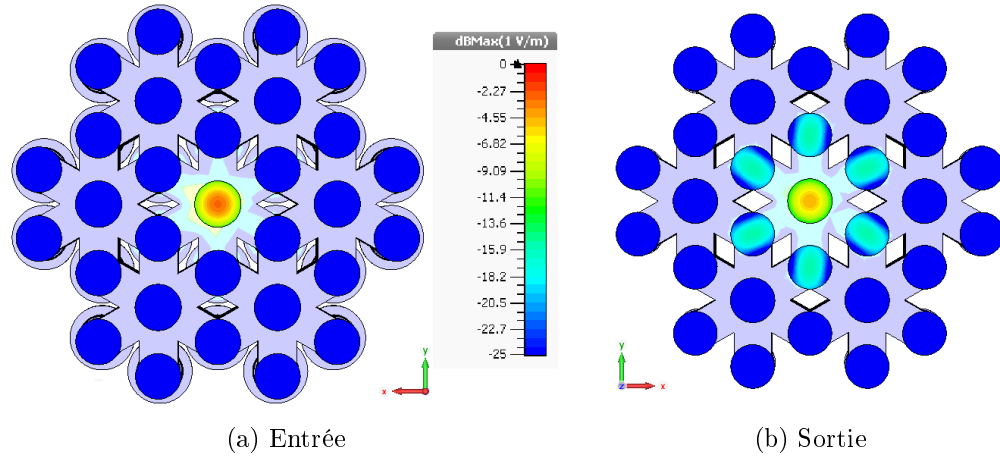 dBMax(1 V/m)
0
-2.27
-4.55
-6.82
-9.09
-11.4
-13.6
-15.9
-18.2
-20.5
-22.7
-25
y
x
y
z
x
(a) Entrée
(b) Sortie